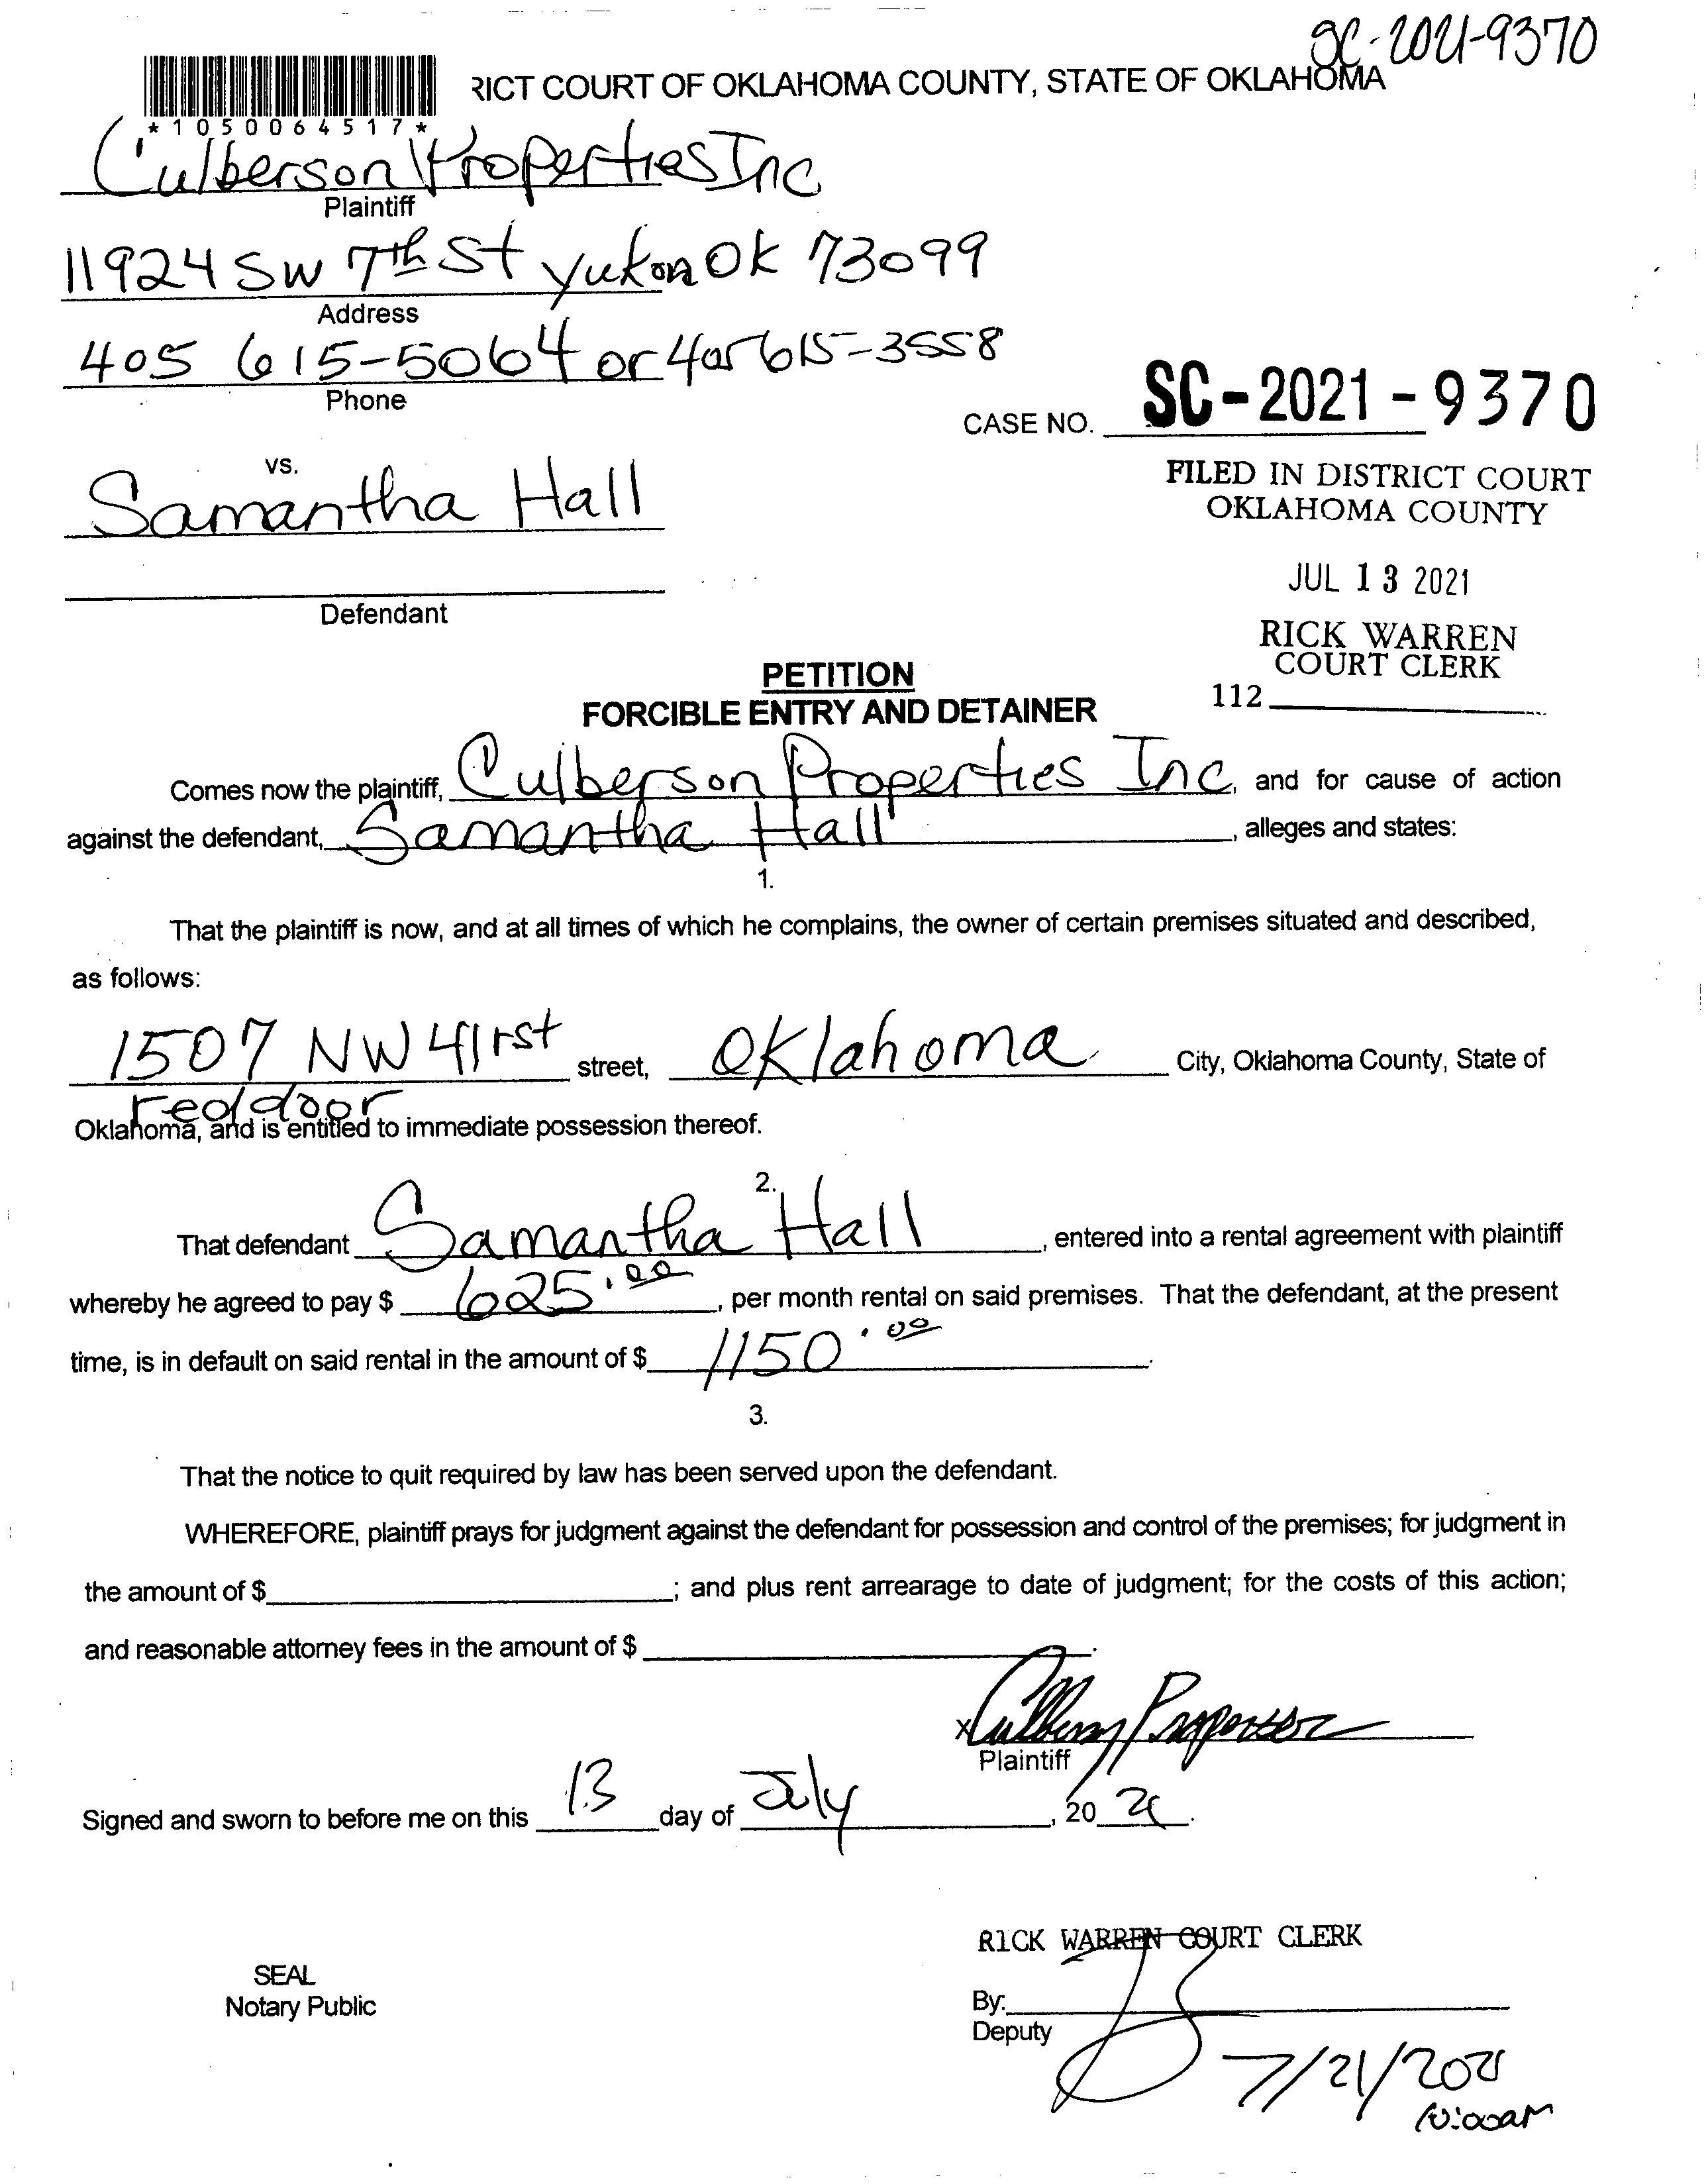 SC-2021-9370
RICT COURT OF OKLAHOMA COUNTY, STATE OF OKLAHOMA
*1050064517*
Culberson Properties Inc
Plaintiff
11924 SW 7th St Yukon OK 73099
Address
405 615-5064 or 405 615-3558
Phone
CASE NO. SC-2021-9370
vs.
Samantha Hall
FILED IN DISTRICT COURT
OKLAHOMA COUNTY
JUL 13 2021
Defendant
RICK WARREN
COURT CLERK
112
PETITION
FORCIBLE ENTRY AND DETAINER
Comes now the plaintiff, Culberson Properties Inc, and for cause of action
against the defendant, Samantha Hall, alleges and states:
1.
That the plaintiff is now, and at all times of which he complains, the owner of certain premises situated and described,
as follows:
1507 NW 41rst street, Oklahoma City, Oklahoma County, State of
red door
Oklahoma, and is entitled to immediate possession thereof.
2.
That defendant Samantha Hall, entered into a rental agreement with plaintiff
whereby he agreed to pay $ 625.00, per month rental on said premises. That the defendant, at the present
time, is in default on said rental in the amount of $ 1150.00.
3.
That the notice to quit required by law has been served upon the defendant.
WHEREFORE, plaintiff prays for judgment against the defendant for possession and control of the premises; for judgment in
the amount of $ ; and plus rent arrearage to date of judgment; for the costs of this action;
and reasonable attorney fees in the amount of $ .
X
Plaintiff
Signed and sworn to before me on this 13 day of July, 20 21.
RICK WARREN COURT CLERK
SEAL
Notary Public
By:
Deputy
7/21/2021
10:00am